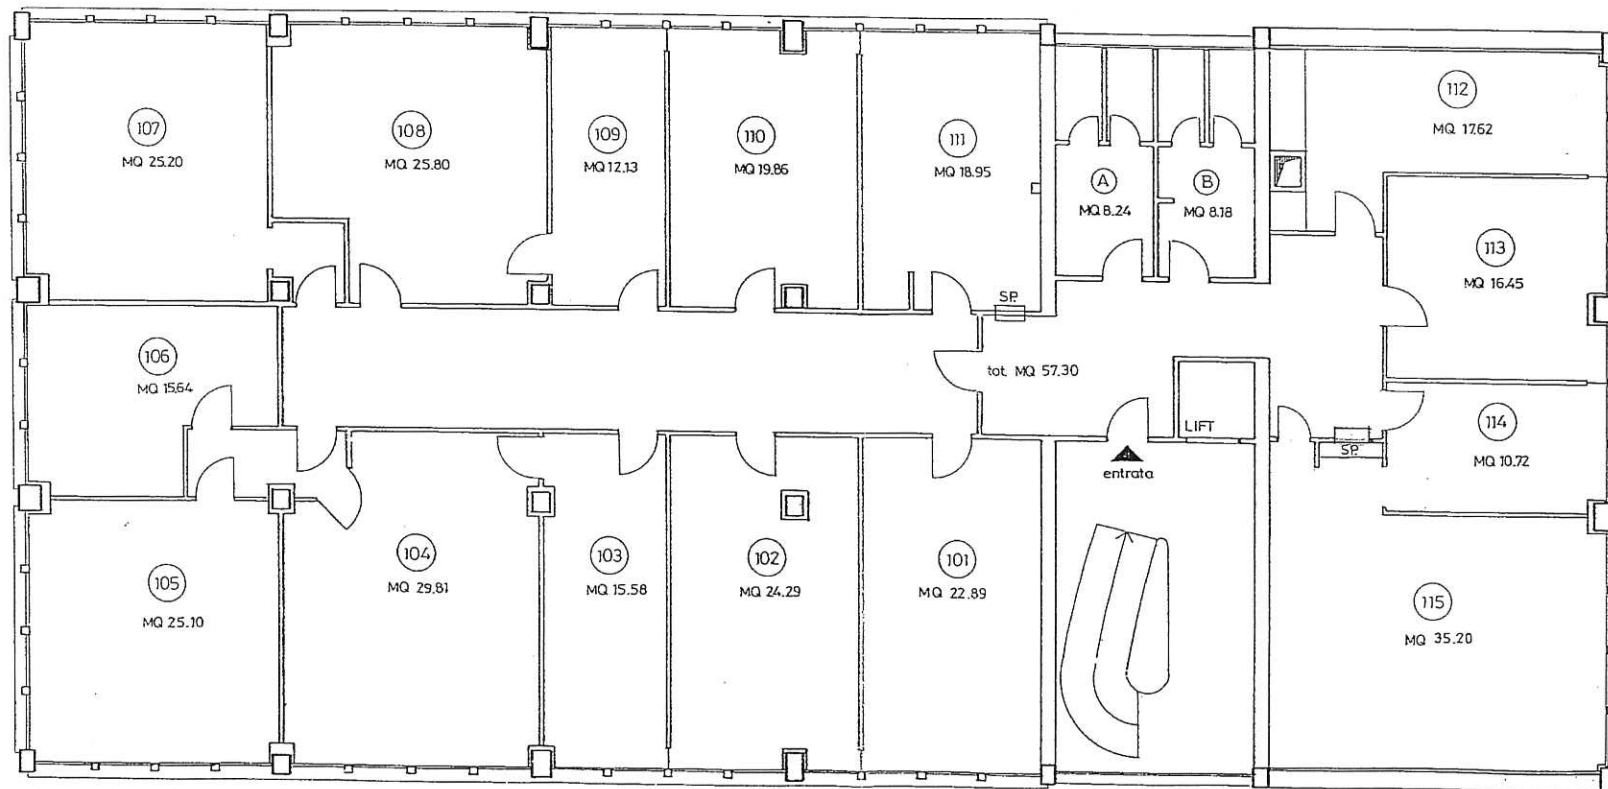 107
MQ 25.20
108
MQ 25.80
109
MQ 12.13
110
MQ 19.86
111
MQ 18.95
A
MQ 8.24
B
MQ 8.18
112
MQ 17.62
113
MQ 16.45
SP.
106
MQ 15.64
tot. MQ 57.30
LIFT
entrata
SP.
114
MQ 10.72
105
MQ 25.10
104
MQ 29.81
103
MQ 15.58
102
MQ 24.29
101
MQ 22.89
115
MQ 35.20